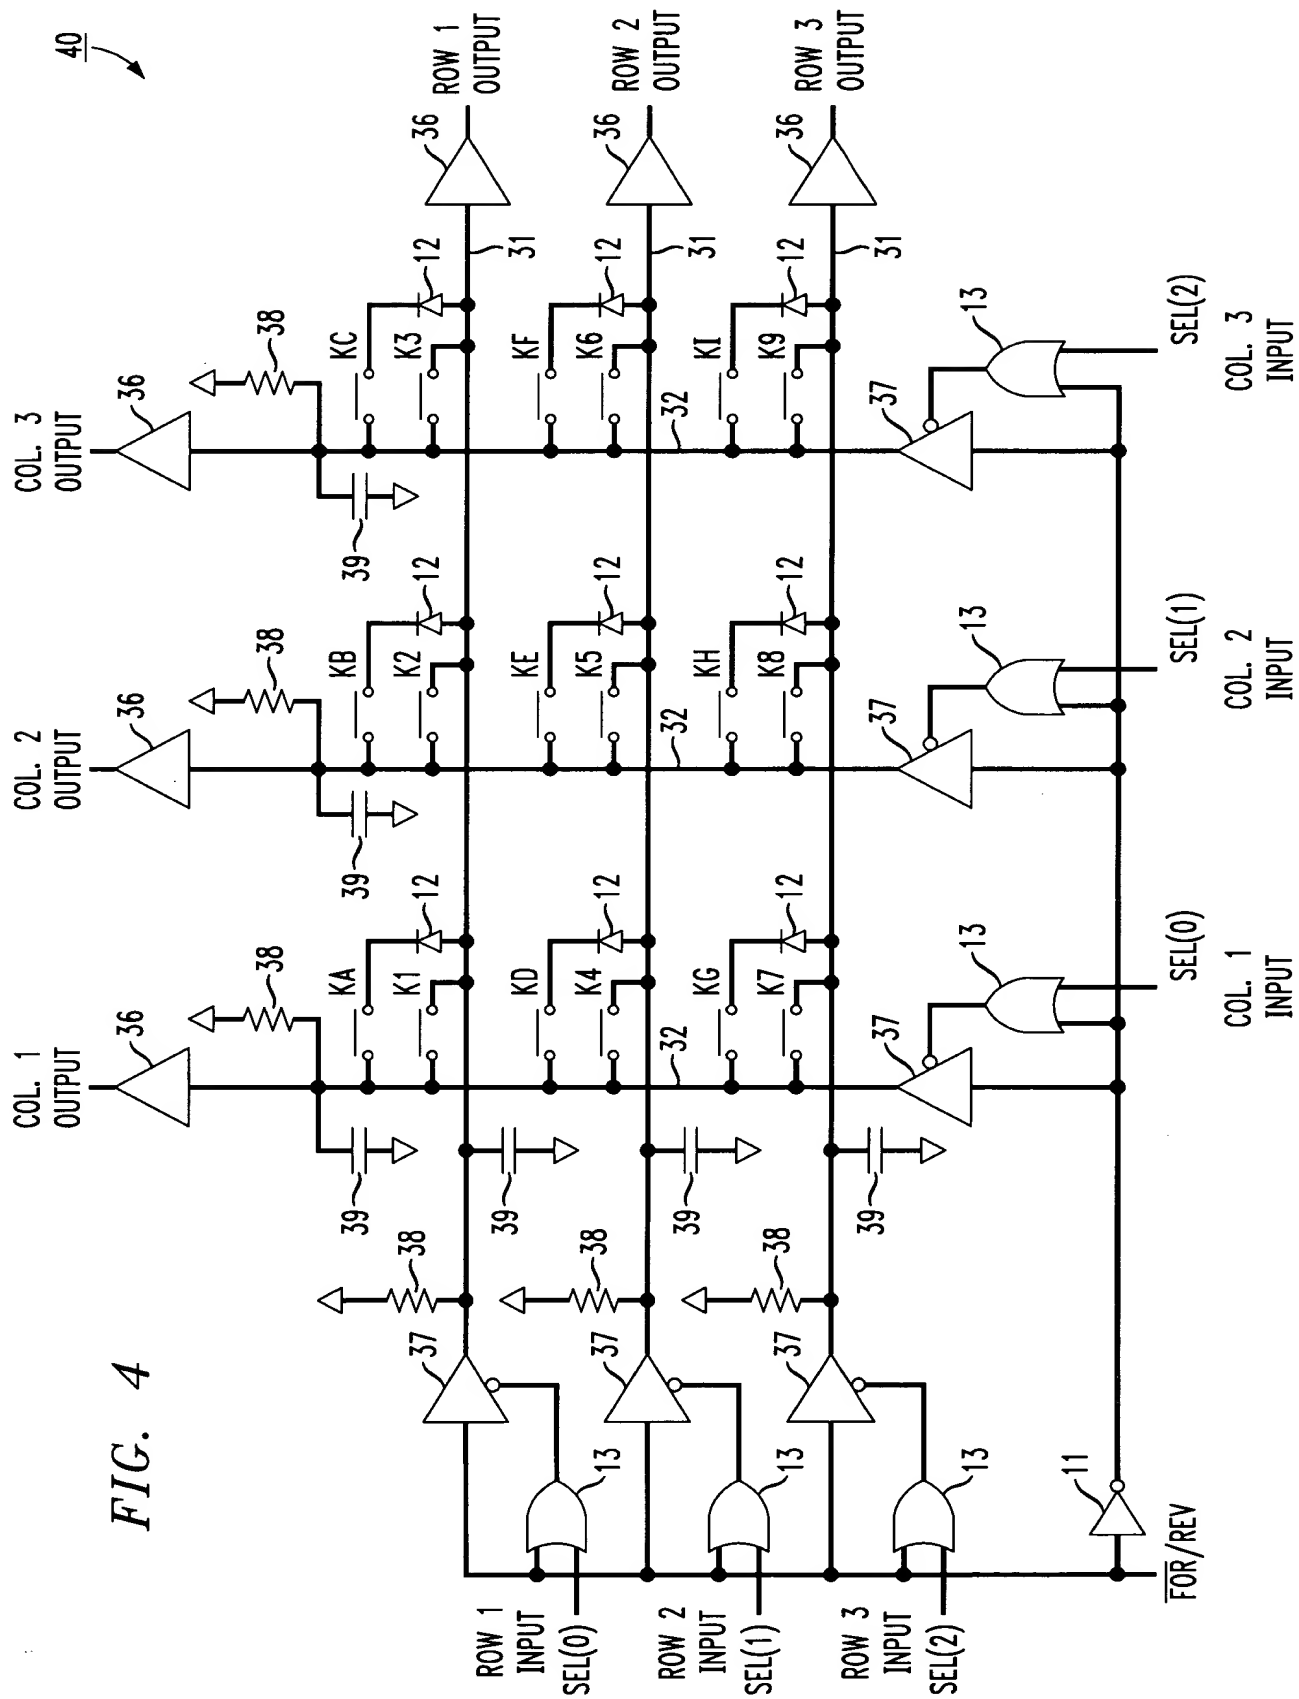 FIG. 4
40
COL. 1
OUTPUT
COL. 2
OUTPUT
COL. 3
OUTPUT
36
36
36
38
38
38
39
39
39
ROW 1
OUTPUT
ROW 2
OUTPUT
ROW 3
OUTPUT
36
36
36
31
31
31
KA
K1
12
KB
K2
12
KC
K3
12
KD
K4
12
KE
K5
12
KF
K6
12
KG
K7
12
KH
K8
12
KI
K9
12
32
32
32
38
38
38
39
39
39
37
37
37
13
13
13
37
37
37
13
13
13
ROW 1
INPUT
SEL(0)
ROW 2
INPUT
SEL(1)
ROW 3
INPUT
SEL(2)
11
FOR/REV
SEL(0)
COL. 1
INPUT
SEL(1)
COL. 2
INPUT
SEL(2)
COL. 3
INPUT